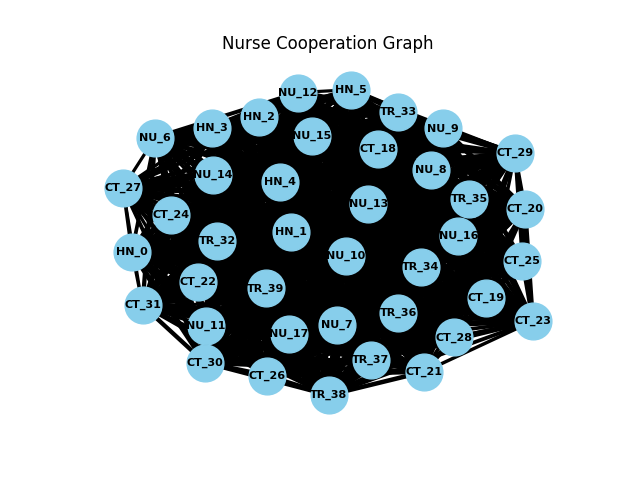 Nurse Cooperation Graph
NU_12
HN_5
TR_33
HN_2
HN_3
NU_9
NU_6
NU_15
CT_18
CT_29
NU_8
NU_14
HN_4
CT_27
TR_35
NU_13
CT_20
CT_24
HN_1
NU_16
TR_32
HN_0
NU_10
CT_25
TR_34
CT_22
TR_39
CT_19
CT_31
TR_36
CT_23
NU_11
NU_7
NU_17
CT_28
TR_37
CT_30
CT_21
CT_26
TR_38